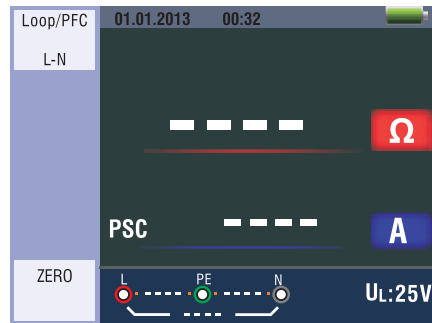 Loop/PFC
01.01.2013 00:32
L-N
Ω
PSC
A
ZERO
L PE N
UL:25V